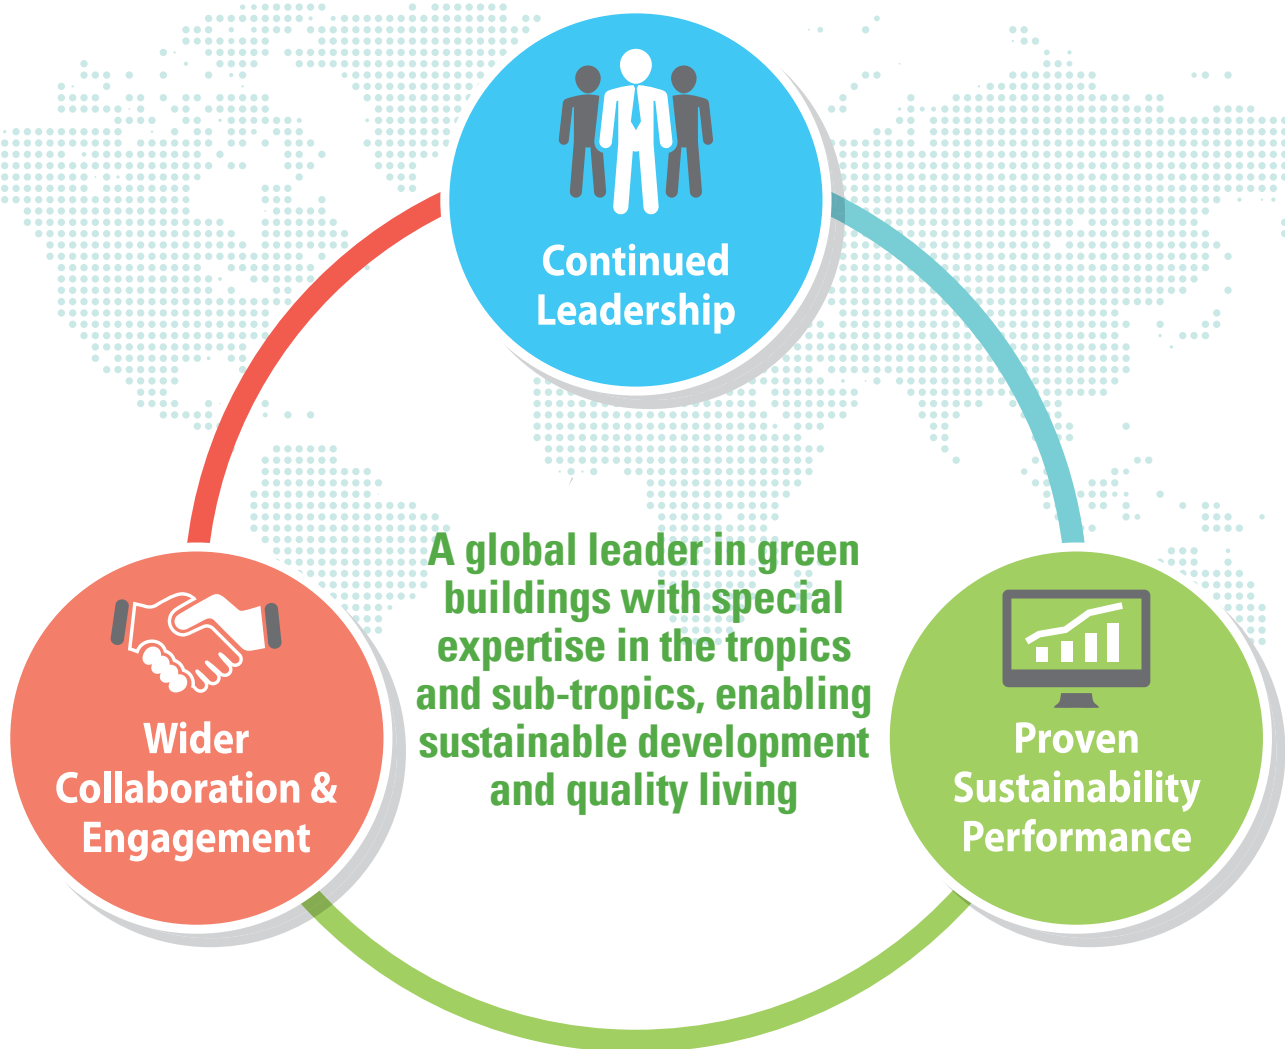 Continued
Leadership
A global leader in green
buildings with special
expertise in the tropics
and sub-tropics, enabling
sustainable development
and quality living
Wider
Collaboration &
Engagement
Proven
Sustainability
Performance